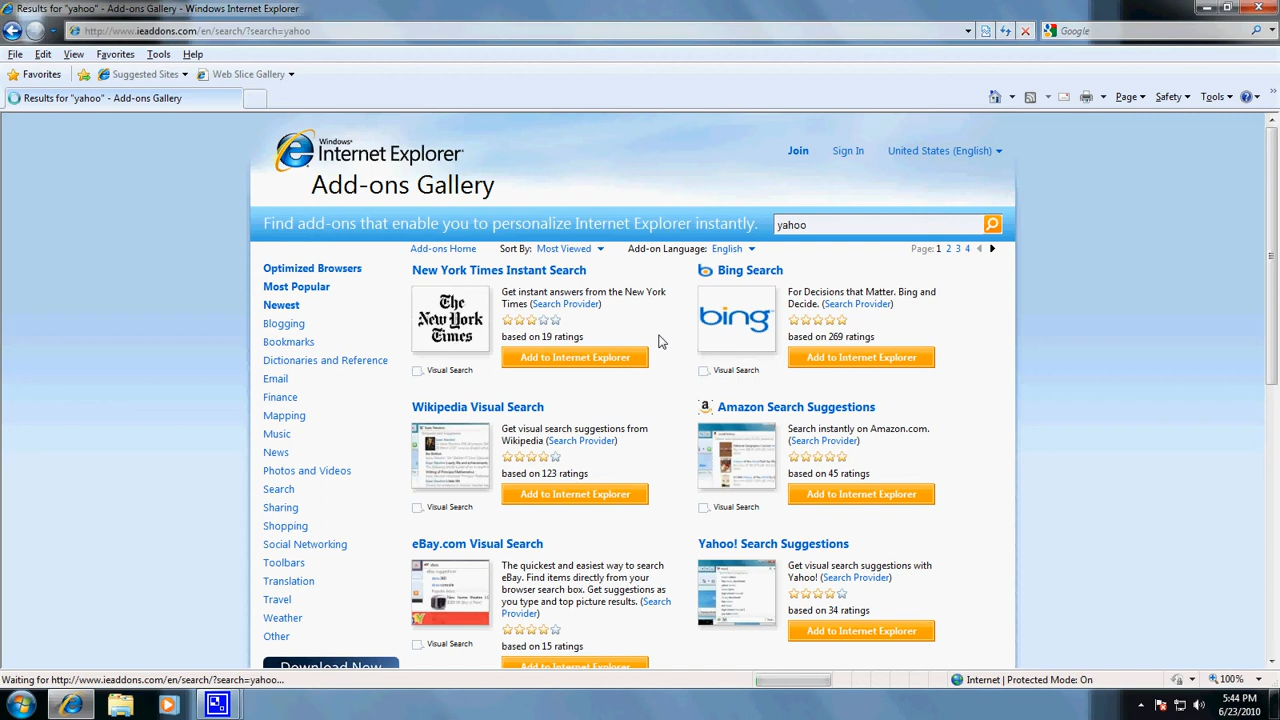 Results for "yahoo" - Add-ons Gallery - Windows Internet Explorer
http://www.ieaddons.com/en/search/?search=yahoo
Google
File Edit View Favorites Tools Help
Favorites Suggested Sites Web Slice Gallery
Results for "yahoo" - Add-ons Gallery
Page Safety Tools
Windows
Internet Explorer
Join Sign In United States (English)
Add-ons Gallery
Find add-ons that enable you to personalize Internet Explorer instantly.
yahoo
Add-ons Home Sort By: Most Viewed Add-on Language: English Page: 1 2 3 4
Optimized Browsers
Most Popular
Newest
Blogging
Bookmarks
Dictionaries and Reference
Email
Finance
Mapping
Music
News
Photos and Videos
Search
Sharing
Shopping
Social Networking
Toolbars
Translation
Travel
Weather
Other
Download Now
New York Times Instant Search
The
New York
Times
Get instant answers from the New York
Times (Search Provider)
based on 19 ratings
Add to Internet Explorer
Visual Search
Bing Search
bing
For Decisions that Matter. Bing and
Decide. (Search Provider)
based on 269 ratings
Add to Internet Explorer
Visual Search
Wikipedia Visual Search
Get visual search suggestions from
Wikipedia (Search Provider)
based on 123 ratings
Add to Internet Explorer
Visual Search
a Amazon Search Suggestions
Search instantly on Amazon.com.
(Search Provider)
based on 45 ratings
Add to Internet Explorer
Visual Search
eBay.com Visual Search
The quickest and easiest way to search
eBay. Find items directly from your
browser search box. Get suggestions as
you type and top picture results. (Search
Provider)
based on 15 ratings
Add to Internet Explorer
Visual Search
Yahoo! Search Suggestions
Get visual search suggestions with
Yahoo! (Search Provider)
based on 34 ratings
Add to Internet Explorer
Waiting for http://www.ieaddons.com/en/search/?search=yahoo...
Internet | Protected Mode: On
100%
5:44 PM
6/23/2010